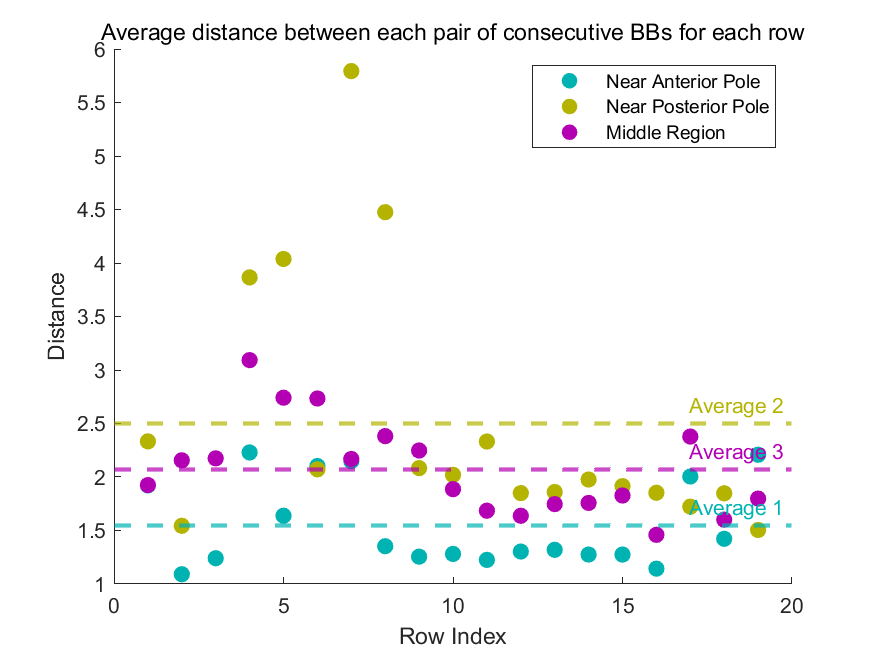 Average distance between each pair of consecutive BBs for each row
6
5.5
5
4.5
4
3.5
3
2.5
2
1.5
1
Distance
Near Anterior Pole
Near Posterior Pole
Middle Region
Average 2
Average 3
Average 1
0
5
10
15
20
Row Index